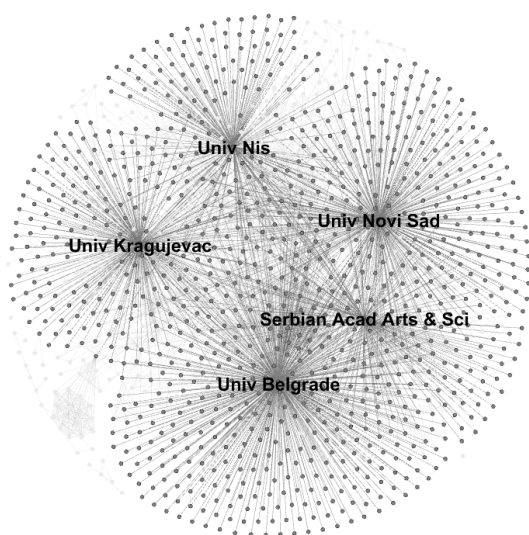 Univ Nis
Univ Novi Sad
Univ Kragujevac
Serbian Acad Arts & Sci
Univ Belgrade